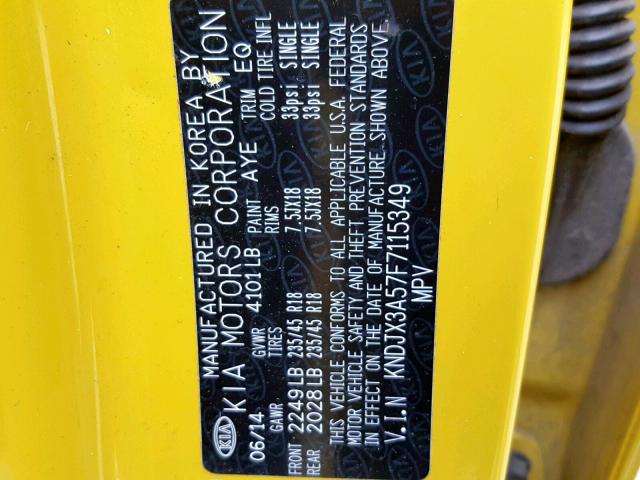 MANUFACTURED IN KOREA BY
KIA KIA MOTORS CORPORATION
06/14 4101LB PAINT AYE TRIM EQ
GAWR GVWR TIRES RIMS COLD TIRE INFL
FRONT 2249LB 235/45 R18 7.5JX18 33psi SINGLE
REAR 2028LB 235/45 R18 7.5JX18 33psi SINGLE
THIS VEHICLE CONFORMS TO ALL APPLICABLE U.S.A. FEDERAL
MOTOR VEHICLE SAFETY AND THEFT PREVENTION STANDARDS
IN EFFECT ON THE DATE OF MANUFACTURE SHOWN ABOVE.
V.I.N KNDJX3A57F7115349
MPV